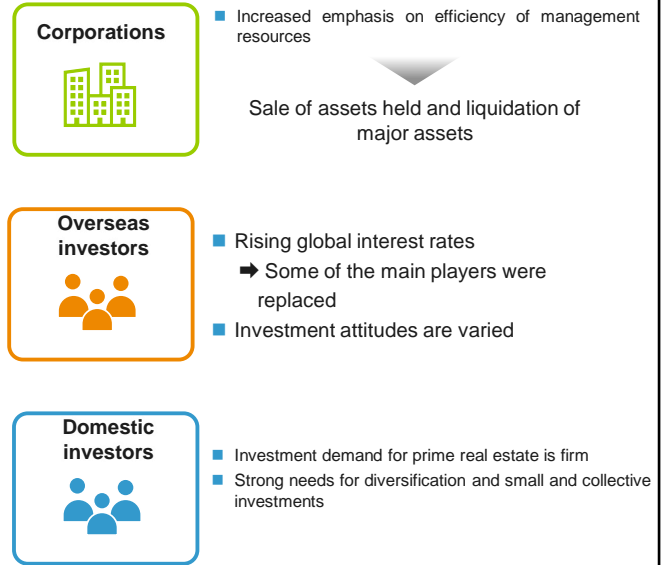 Corporations
Increased emphasis on efficiency of management
resources
Sale of assets held and liquidation of
major assets
Overseas
investors
Rising global interest rates
➡ Some of the main players were
replaced
Investment attitudes are varied
Domestic
investors
Investment demand for prime real estate is firm
Strong needs for diversification and small and collective
investments